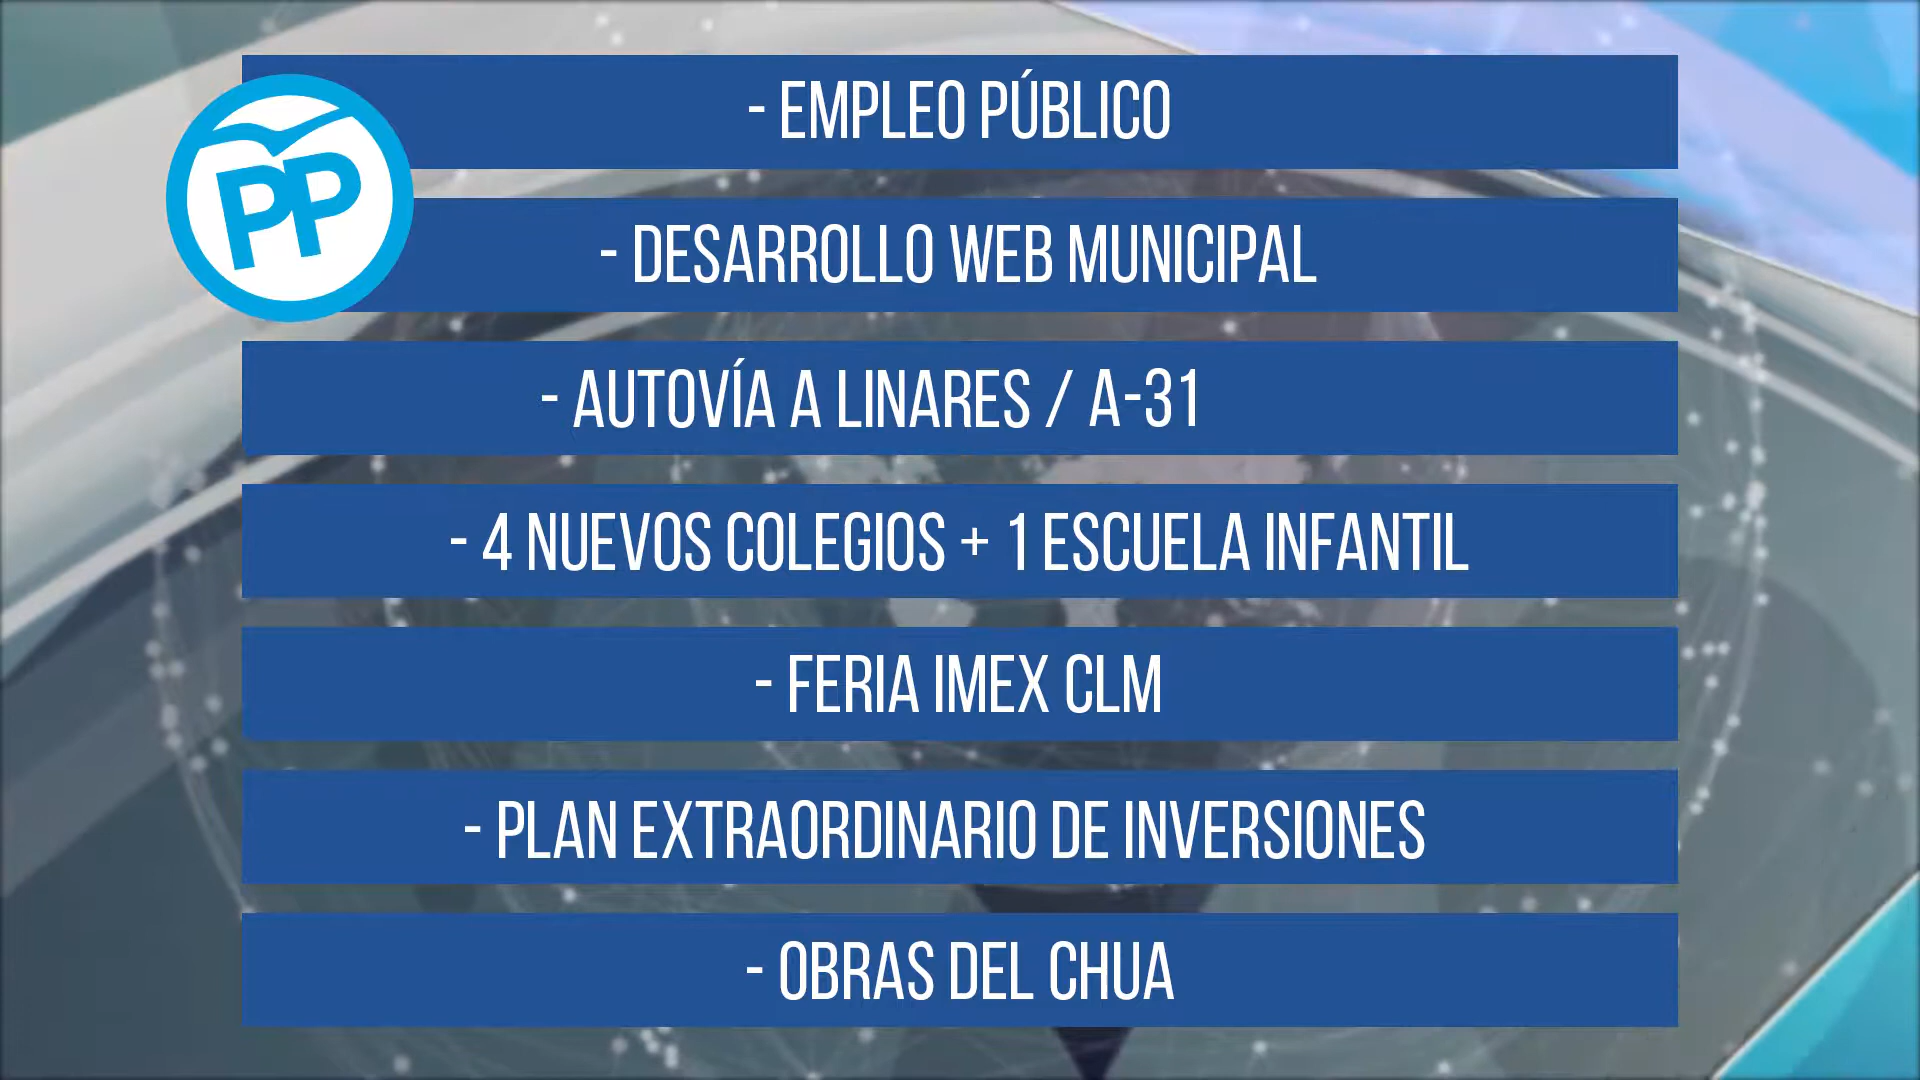 PP
- EMPLEO PÚBLICO
- DESARROLLO WEB MUNICIPAL
- AUTOVÍA A LINARES / A-31
- 4 NUEVOS COLEGIOS + 1 ESCUELA INFANTIL
- FERIA IMEX CLM
- PLAN EXTRAORDINARIO DE INVERSIONES
- OBRAS DEL CHUA